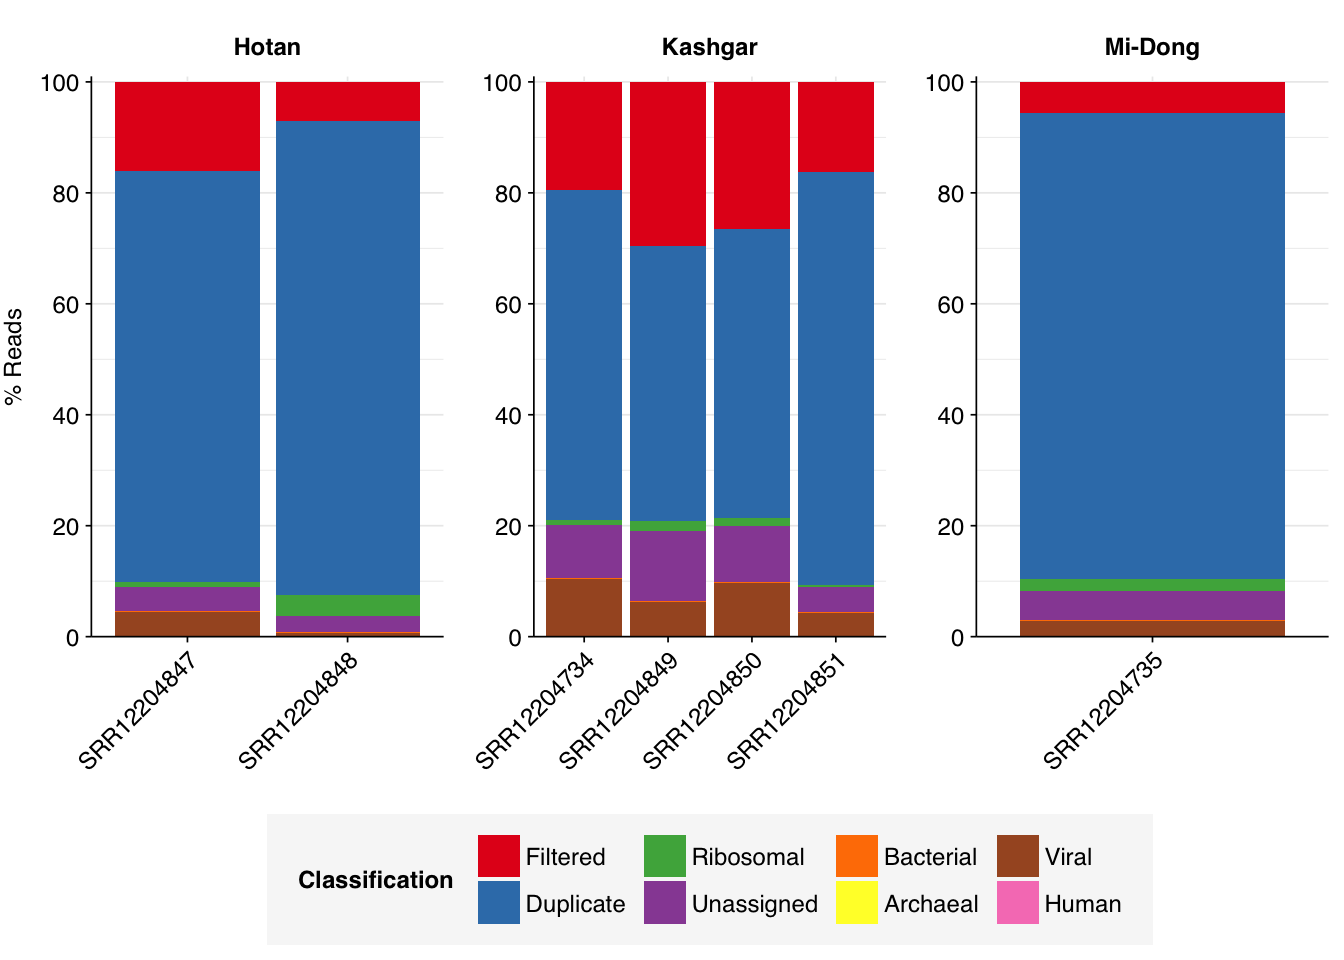 Hotan
Kashgar
Mi-Dong
% Reads
100
80
60
40
20
0
100
80
60
40
20
0
100
80
60
40
20
0
SRR12204847
SRR12204848
SRR12204734
SRR12204849
SRR12204850
SRR12204851
SRR12204735
Classification
Filtered
Ribosomal
Bacterial
Viral
Duplicate
Unassigned
Archaeal
Human